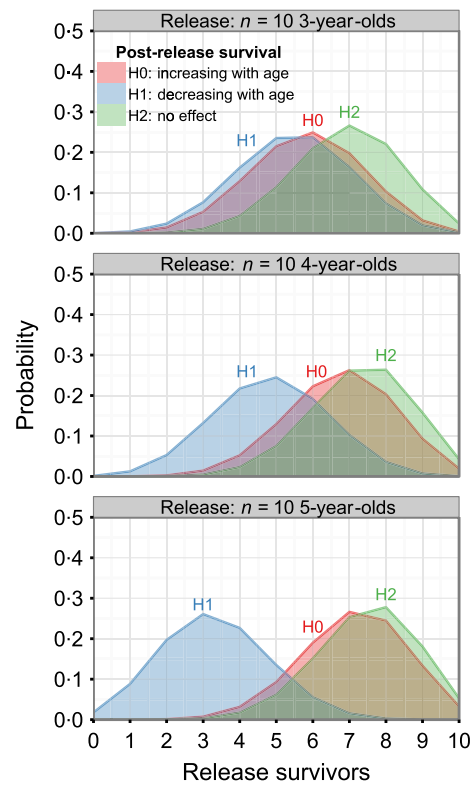 Release: n = 10 3-year-olds
0·5
Post-release survival
0·4
H0: increasing with age
H1: decreasing with age
0·3
H2: no effect
H0
H2
H1
0·2
0·1
0·0
Release: n = 10 4-year-olds
0·5
0·4
0·3
H1
H0
H2
0·2
0·1
0·0
Probability
Release: n = 10 5-year-olds
0·5
0·4
0·3
H1
H0
H2
0·2
0·1
0·0
0 1 2 3 4 5 6 7 8 9 10
Release survivors